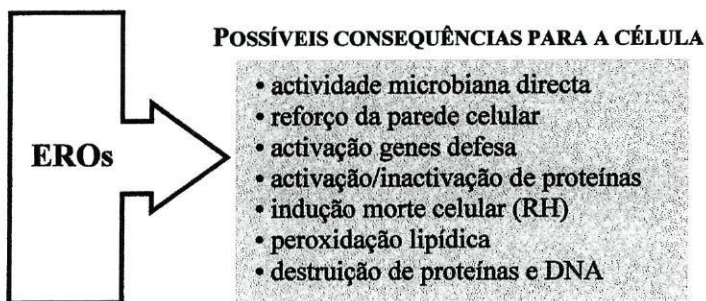 POSSÍVEIS CONSEQUÊNCIAS PARA A CÉLULA
EROs
• actividade microbiana directa
• reforço da parede celular
• activação genes defesa
• activação/inactivação de proteínas
• indução morte celular (RH)
• peroxidação lipídica
• destruição de proteínas e DNA